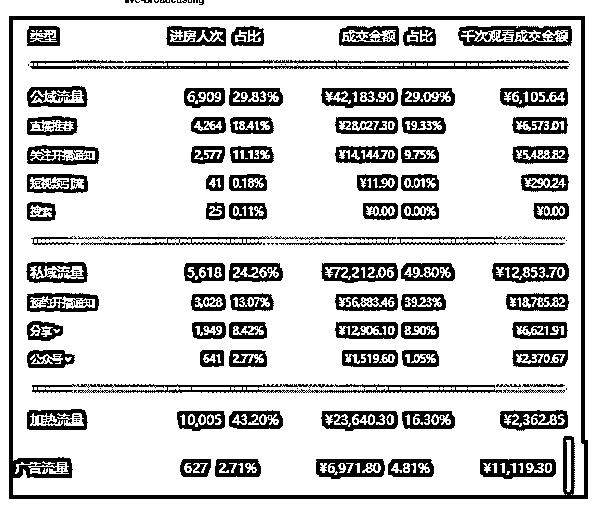 live-broadcasting
类型 进房人次 占比 成交金额 占比 千次观看成交金额
公域流量 6,909 29.83% ¥42,183.90 29.09% ¥6,105.64
直播推荐 4,264 18.41% ¥28,027.30 19.33% ¥6,573.01
关注开播通知 2,577 11.13% ¥14,144.70 9.75% ¥5,488.82
短视频引流 41 0.18% ¥11.90 0.01% ¥290.24
搜索 25 0.11% ¥0.00 0.00% ¥0.00
私域流量 5,618 24.26% ¥72,212.06 49.80% ¥12,853.70
预约开播通知 3,028 13.07% ¥56,883.46 39.23% ¥18,785.82
分享 1,949 8.42% ¥12,906.10 8.90% ¥6,621.91
公众号 641 2.77% ¥1,519.60 1.05% ¥2,370.67
加热流量 10,005 43.20% ¥23,640.30 16.30% ¥2,362.85
广告流量 627 2.71% ¥6,971.80 4.81% ¥11,119.30